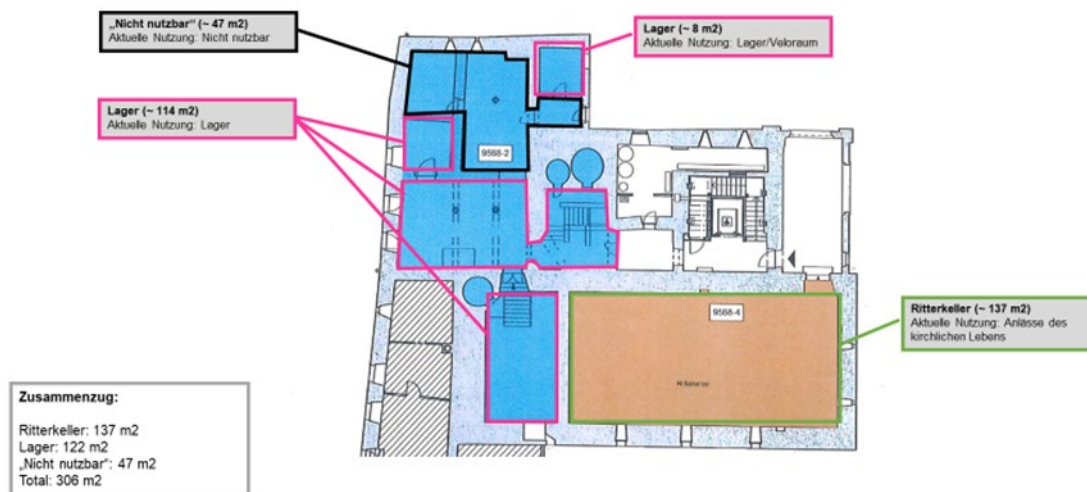 „Nicht nutzbar“ (~ 47 m2)
Aktuelle Nutzung: Nicht nutzbar
Lager (~ 8 m2)
Aktuelle Nutzung: Lager/Veloraum
Lager (~ 114 m2)
Aktuelle Nutzung: Lager
9568-2
9568-4
Ritterkeller (~ 137 m2)
Aktuelle Nutzung: Anlässe des
kirchlichen Lebens
Zusammenzug:
Ritterkeller: 137 m2
Lager: 122 m2
„Nicht nutzbar“: 47 m2
Total: 306 m2